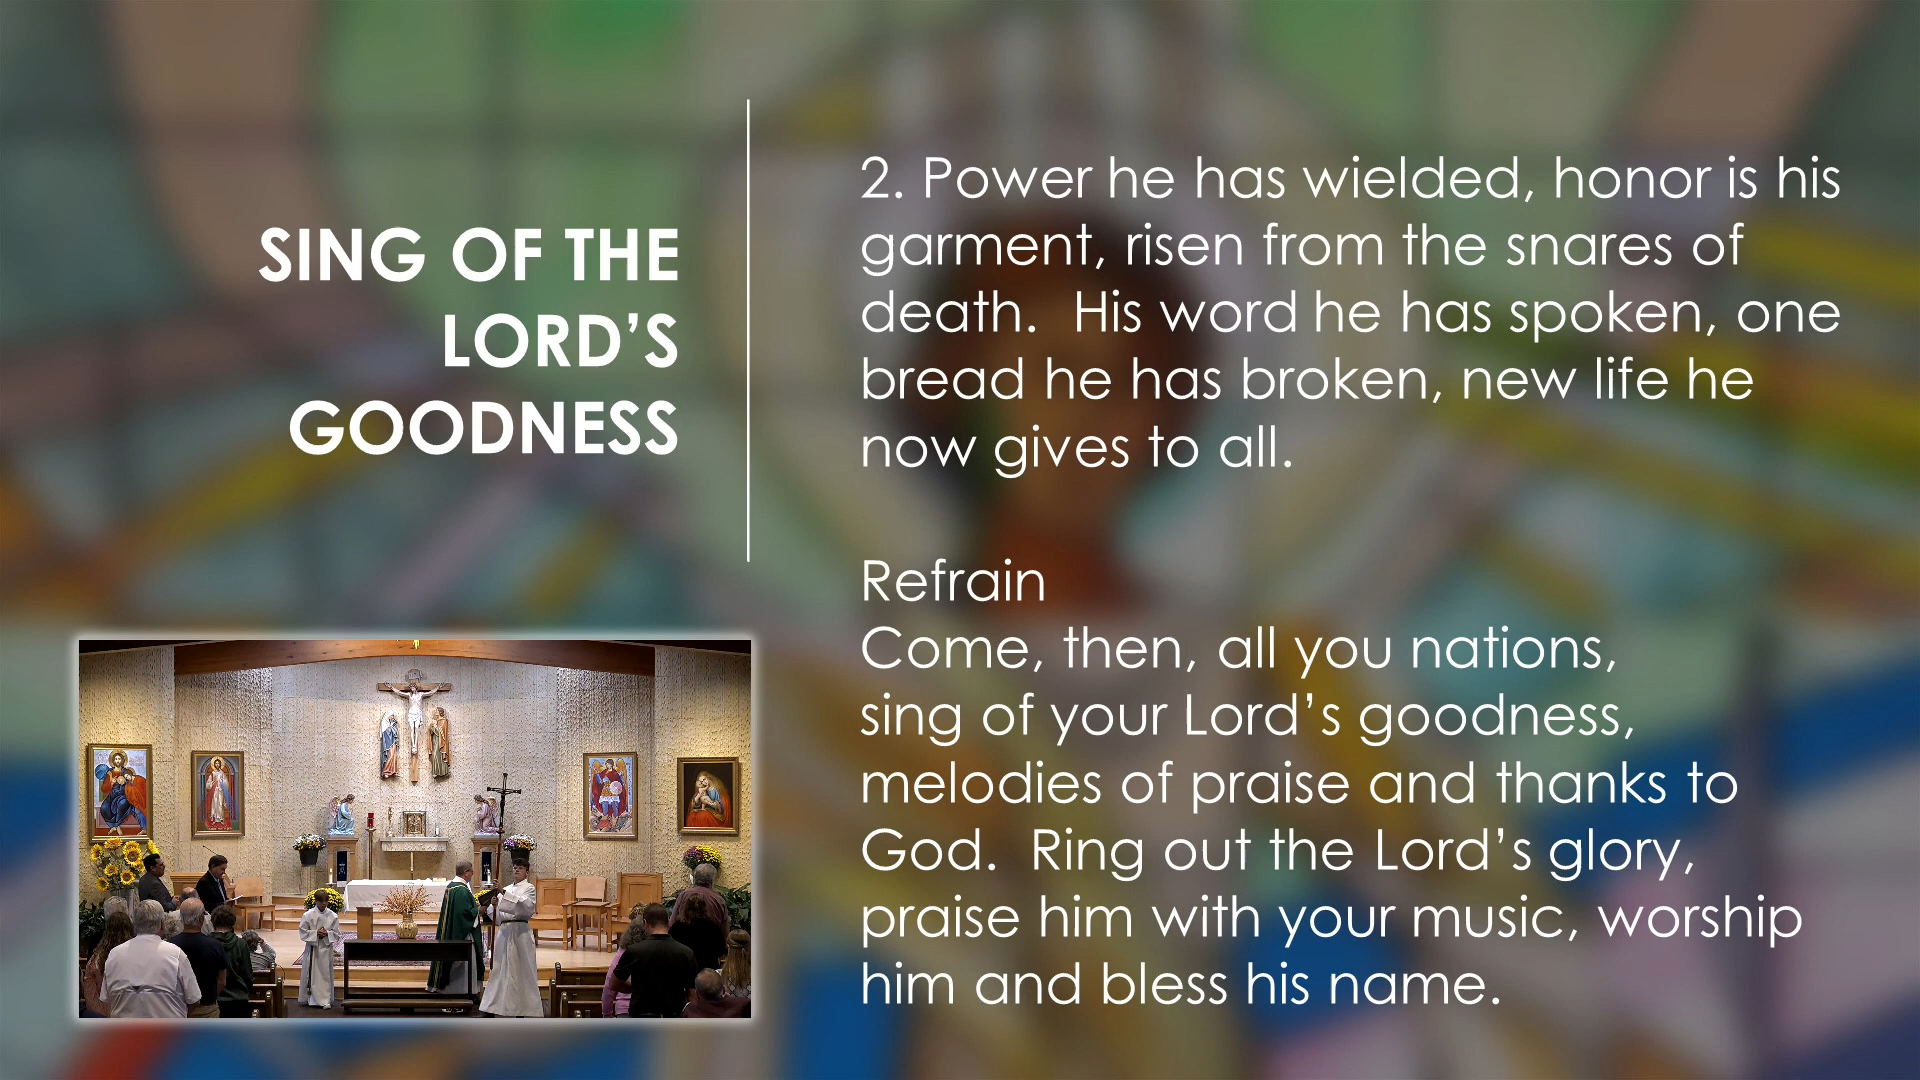 SING OF THE
LORD’S
GOODNESS
2. Power he has wielded, honor is his
garment, risen from the snares of
death.  His word he has spoken, one
bread he has broken, new life he
now gives to all.
Refrain
Come, then, all you nations,
sing of your Lord’s goodness,
melodies of praise and thanks to
God.  Ring out the Lord’s glory,
praise him with your music, worship
him and bless his name.